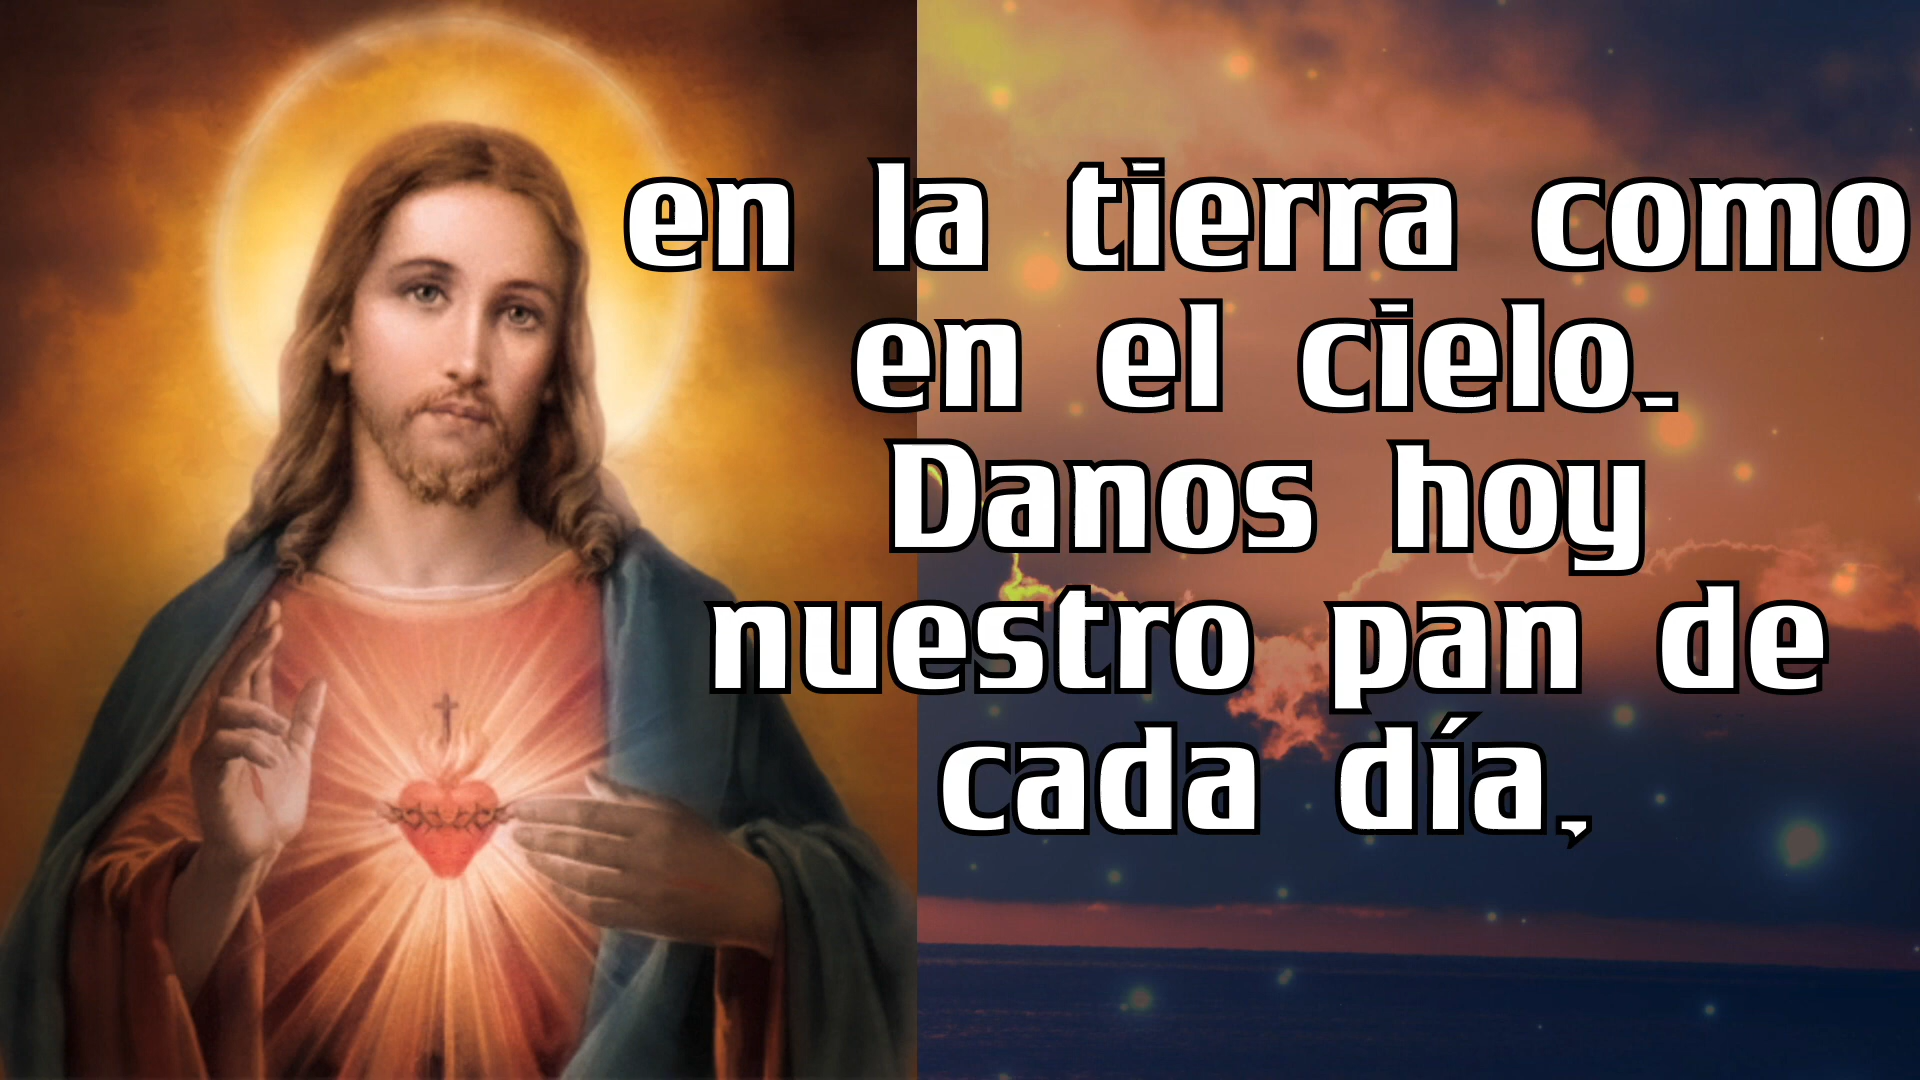 en la tierra como
en el cielo.
Danos hoy
nuestro pan de
cada día,